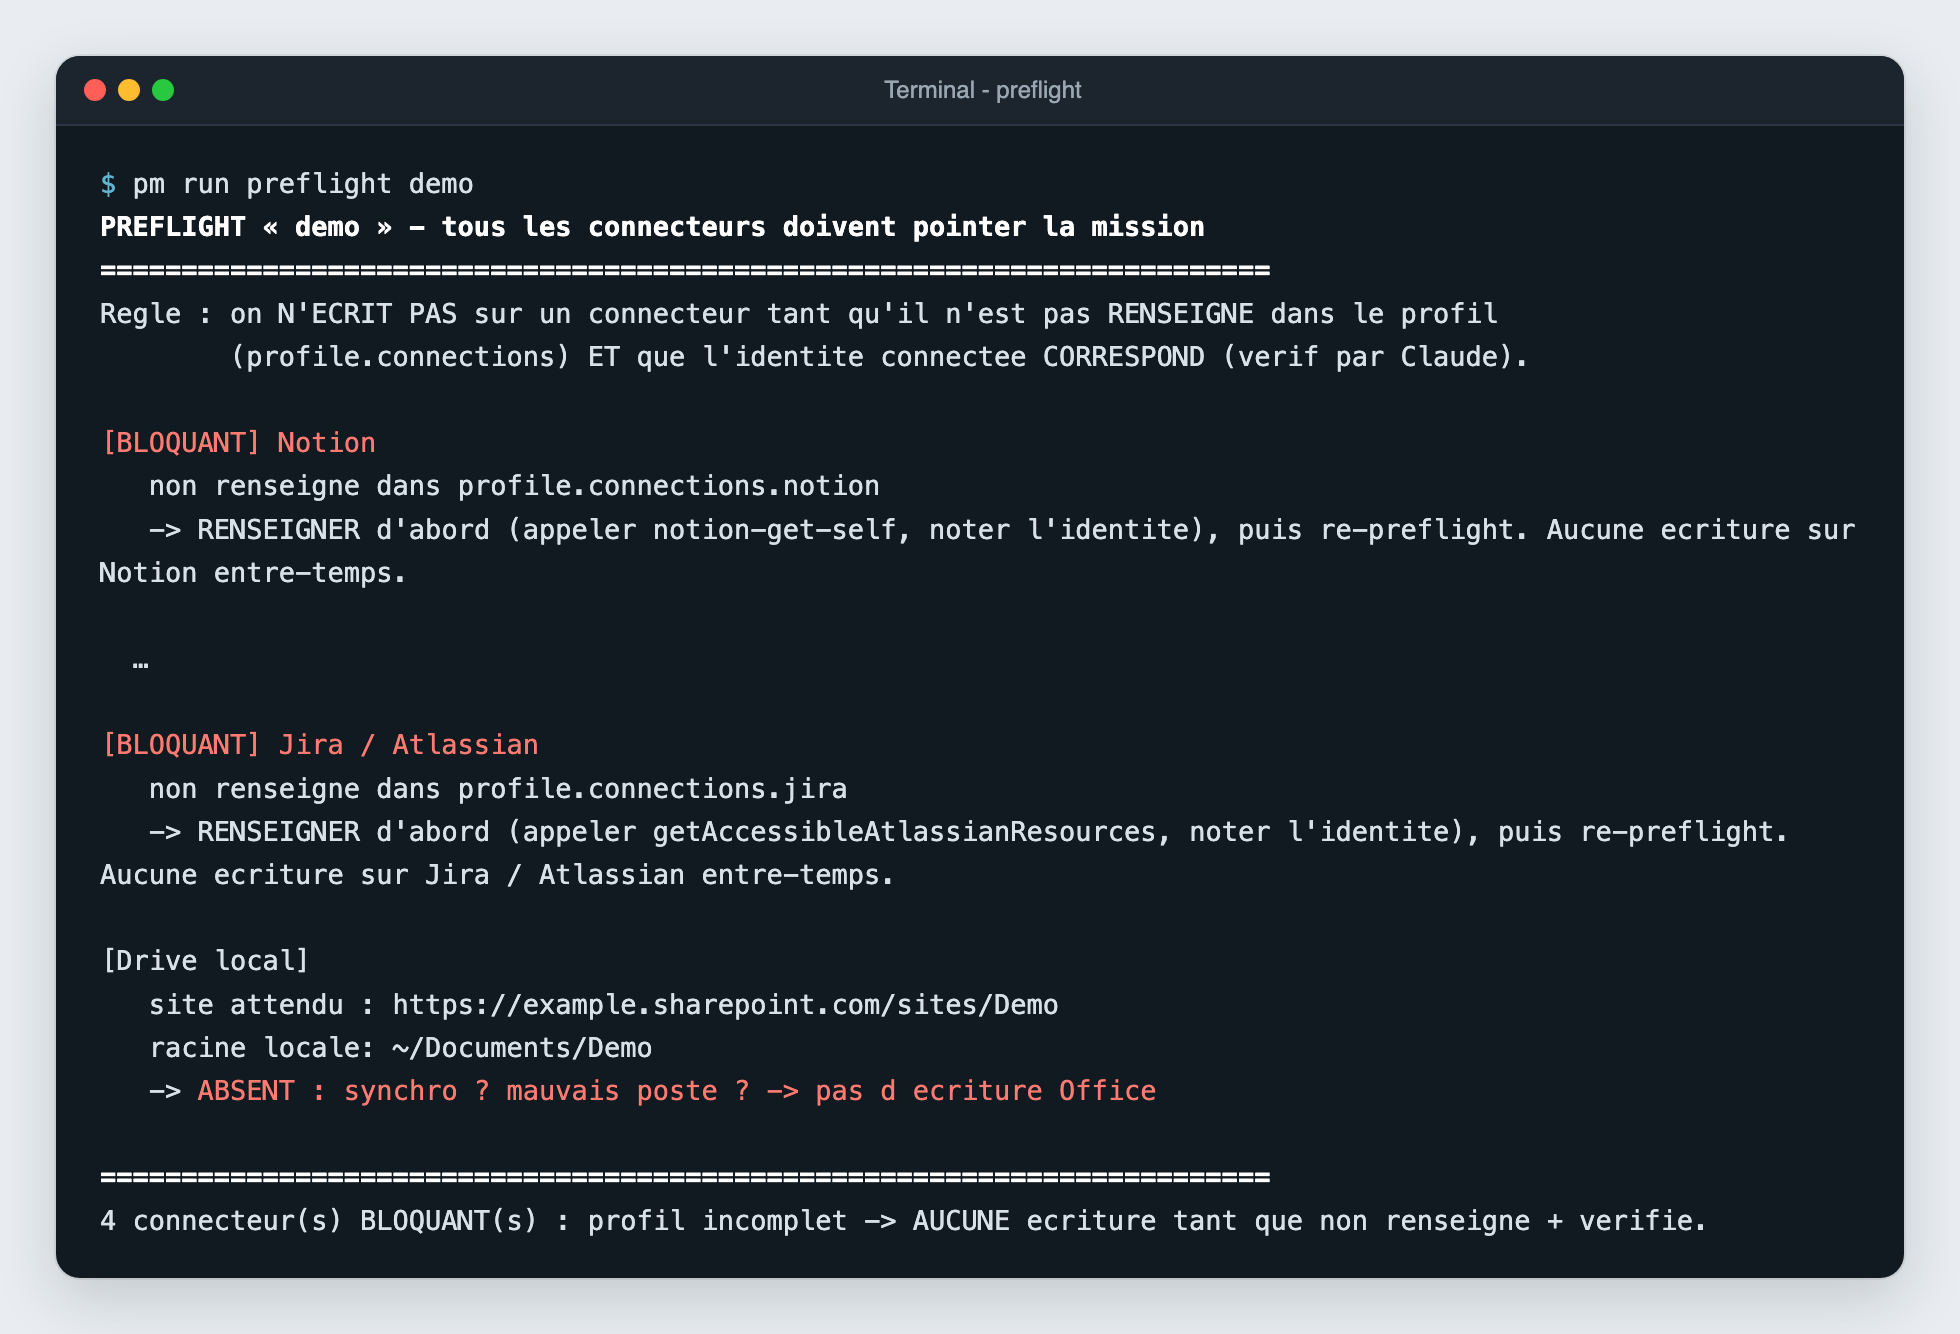 Terminal - preflight
$ pm run preflight demo
PREFLIGHT « demo » — tous les connecteurs doivent pointer la mission
========================================================================
Regle : on N'ECRIT PAS sur un connecteur tant qu'il n'est pas RENSEIGNE dans le profil
        (profile.connections) ET que l'identite connectee CORRESPOND (verif par Claude).
[BLOQUANT] Notion
   non renseigne dans profile.connections.notion
   -> RENSEIGNER d'abord (appeler notion-get-self, noter l'identite), puis re-preflight. Aucune ecriture sur
Notion entre-temps.
  …
[BLOQUANT] Jira / Atlassian
   non renseigne dans profile.connections.jira
   -> RENSEIGNER d'abord (appeler getAccessibleAtlassianResources, noter l'identite), puis re-preflight.
Aucune ecriture sur Jira / Atlassian entre-temps.
[Drive local]
   site attendu : https://example.sharepoint.com/sites/Demo
   racine locale: ~/Documents/Demo
   -> ABSENT : synchro ? mauvais poste ? -> pas d ecriture Office
========================================================================
4 connecteur(s) BLOQUANT(s) : profil incomplet -> AUCUNE ecriture tant que non renseigne + verifie.